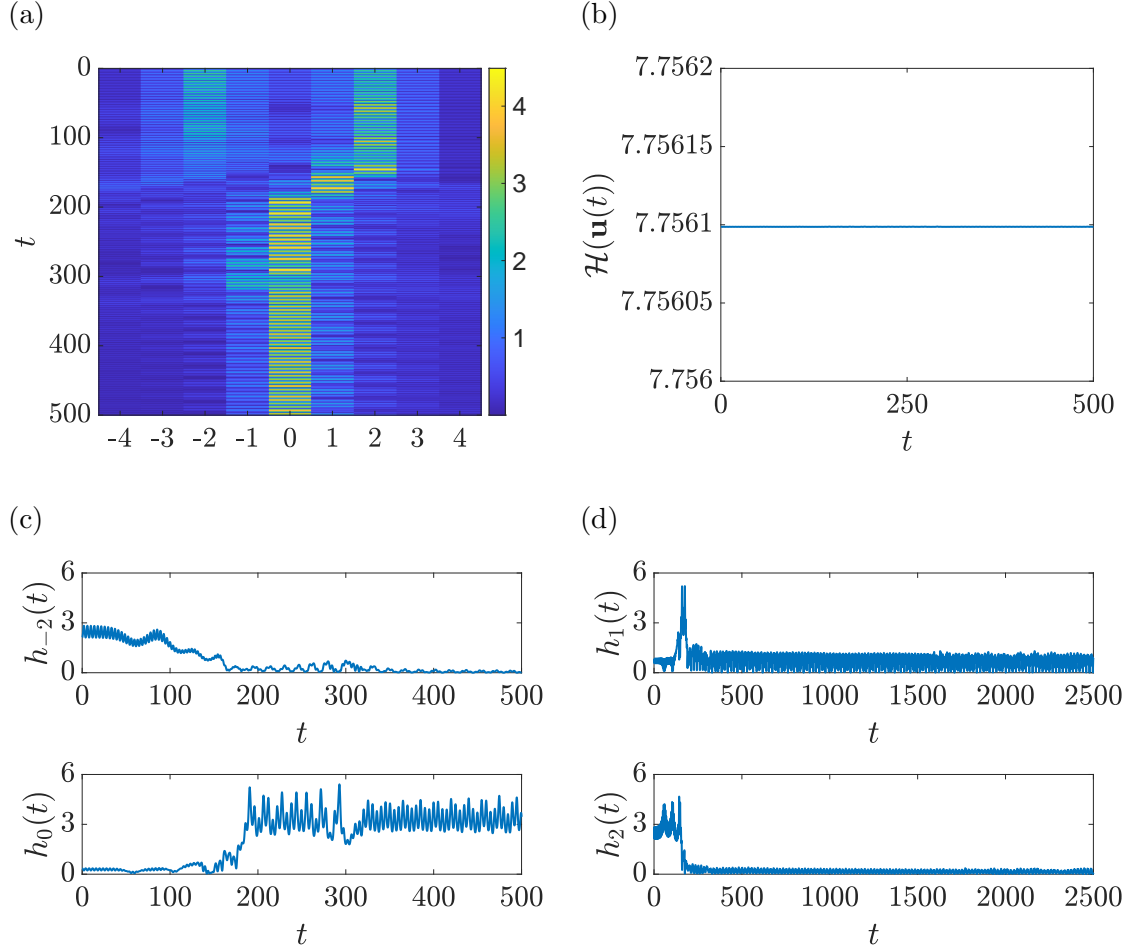 (a)
0
100
200
300
400
500
t
-4 -3 -2 -1 0 1 2 3 4
4
3
2
1
(b)
7.7562
7.75615
7.7561
7.75605
7.756
H(u(t))
0 250 500
t
(c)
6
3
0
h₋₂(t)
0 100 200 300 400 500
t
6
3
0
h₀(t)
0 100 200 300 400 500
t
(d)
6
3
0
h₁(t)
0 500 1000 1500 2000 2500
t
6
3
0
h₂(t)
0 500 1000 1500 2000 2500
t